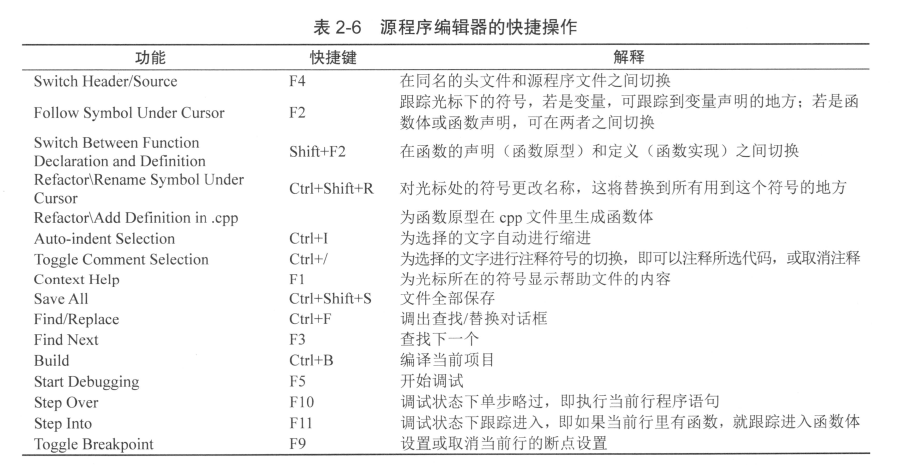 表 2-6 源程序编辑器的快捷操作
功能 快捷键 解释
Switch Header/Source F4 在同名的头文件和源程序文件之间切换
Follow Symbol Under Cursor F2 跟踪光标下的符号，若是变量，可跟踪到变量声明的地方；若是函
数体或函数声明，可在两者之间切换
Switch Between Function
Declaration and Definition Shift+F2 在函数的声明（函数原型）和定义（函数实现）之间切换
Refactor\Rename Symbol Under
Cursor Ctrl+Shift+R 对光标处的符号更改名称，这将替换到所有用到这个符号的地方
Refactor\Add Definition in .cpp 为函数原型在 cpp 文件里生成函数体
Auto-indent Selection Ctrl+I 为选择的文字自动进行缩进
Toggle Comment Selection Ctrl+/ 为选择的文字进行注释符号的切换，即可以注释所选代码，或取消注释
Context Help F1 为光标所在的符号显示帮助文件的内容
Save All Ctrl+Shift+S 文件全部保存
Find/Replace Ctrl+F 调出查找/替换对话框
Find Next F3 查找下一个
Build Ctrl+B 编译当前项目
Start Debugging F5 开始调试
Step Over F10 调试状态下单步略过，即执行当前行程序语句
Step Into F11 调试状态下跟踪进入，即如果当前行里有函数，就跟踪进入函数体
Toggle Breakpoint F9 设置或取消当前行的断点设置